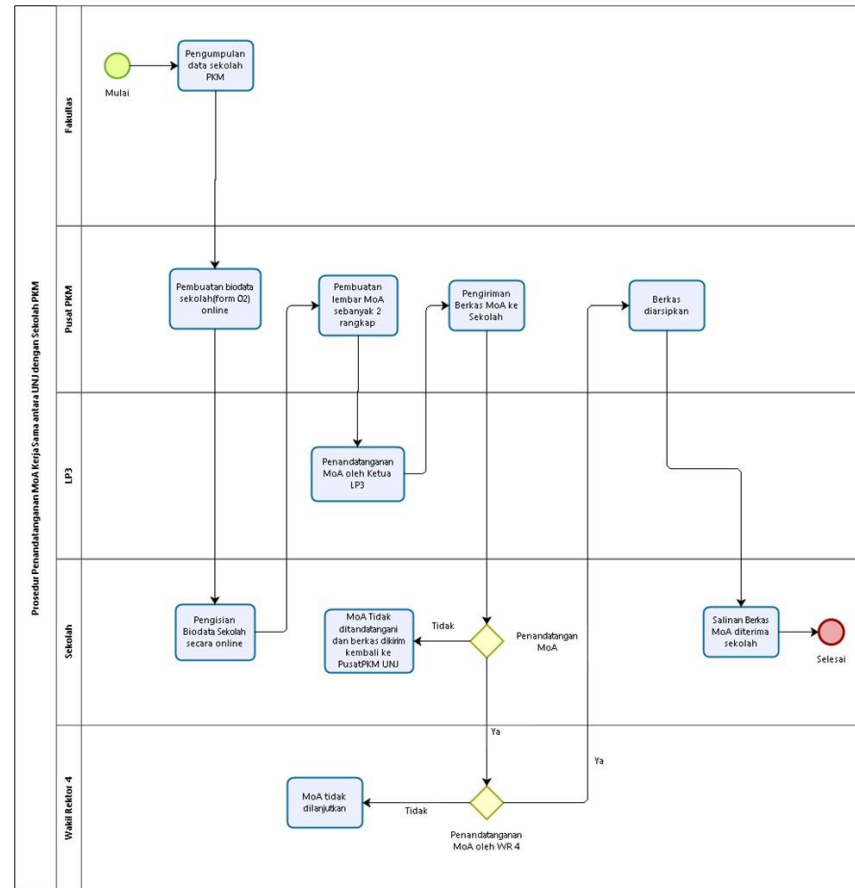 Prosedur Penandatanganan MoA Kerja Sama antara UNJ dengan Sekolah PKM
Fakultas
Mulai
Pengumpulan
data sekolah
PKM
Pusat PKM
Pembuatan biodata
sekolah(form 02)
online
Pembuatan
lembar MoA
sebanyak 2
rangkap
Pengiriman
Berkas MoA ke
Sekolah
Berkas
diarsipkan
LP3
Penandatanganan
MoA oleh Ketua
LP3
Sekolah
Pengisian
Biodata Sekolah
secara online
MoA Tidak
ditandatangani
dan berkas dikirim
kembali ke
PusatPKM UNJ
Tidak
Penandatangan
MoA
Salinan Berkas
MoA diterima
sekolah
Selesai
Wakil Rektor 4
Ya
Ya
MoA tidak
dilanjutkan
Tidak
Penandatanganan
MoA oleh WR 4